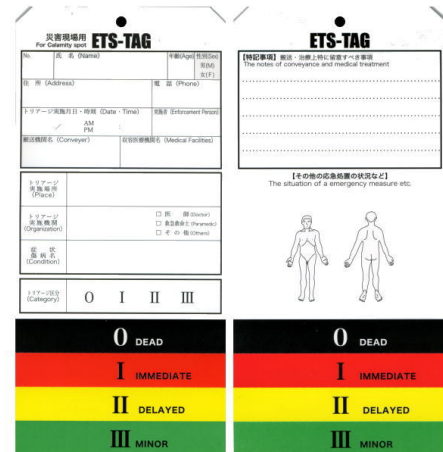 災害現場用
For Calamity spot
ETS-TAG
No.
氏 名 (Name)
年齢(Age)
性別(Sex)
男(M)
女(F)
住 所 (Address)
電 話 (Phone)
トリアージ実施月日・時間 (Date・Time)
実施者 (Enforcement Person)
/ AM :
PM
搬送機関名 (Conveyer)
収容医療機関名 (Medical Facilities)
トリアージ
実施場所
(Place)
トリアージ
実施機関
(Organization)
□ 医 師 (Doctor)
□ 救急救命士 (Paramedic)
□ そ の 他 (Others)
症 状
傷病名
(Condition)
トリアージ区分
(Category)
0 I II III
0 DEAD
I IMMEDIATE
II DELAYED
III MINOR
ETS-TAG
【特記事項】搬送・治療上特に留意すべき事項
The notes of conveyance and medical treatment
【その他の応急処置の状況など】
The situation of a emergency measure etc.
0 DEAD
I IMMEDIATE
II DELAYED
III MINOR